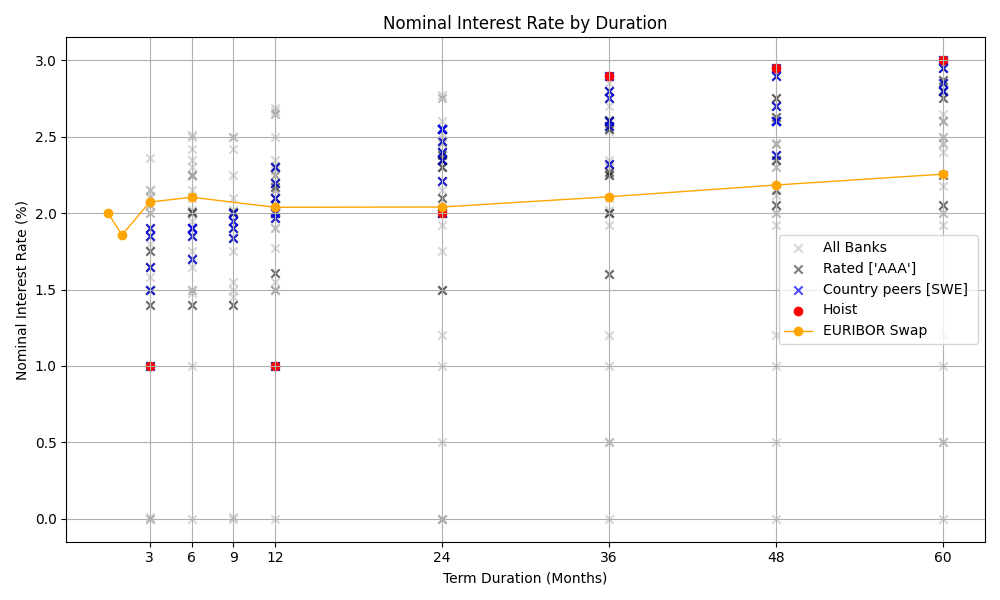 Nominal Interest Rate by Duration
Nominal Interest Rate (%)
3.0
2.5
2.0
1.5
1.0
0.5
0.0
All Banks
Rated ['AAA']
Country peers [SWE]
Hoist
EURIBOR Swap
3 6 9 12 24 36 48 60
Term Duration (Months)